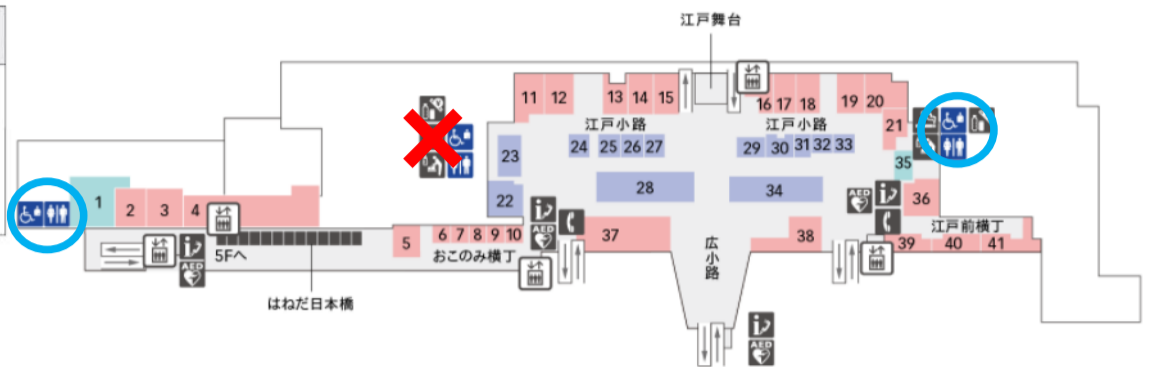 江戸舞台
11 12 13 14 15 16 17 18 19 20
21
江戸小路 江戸小路
23 24 25 26 27 29 30 31 32 33
35
28 34
1 2 3 4 22 36
AED AED
5 6 7 8 9 10 37 広小路 38 39 40 41
江戸前横丁
5Fへ おこのみ横丁
AED
はねだ日本橋
AED